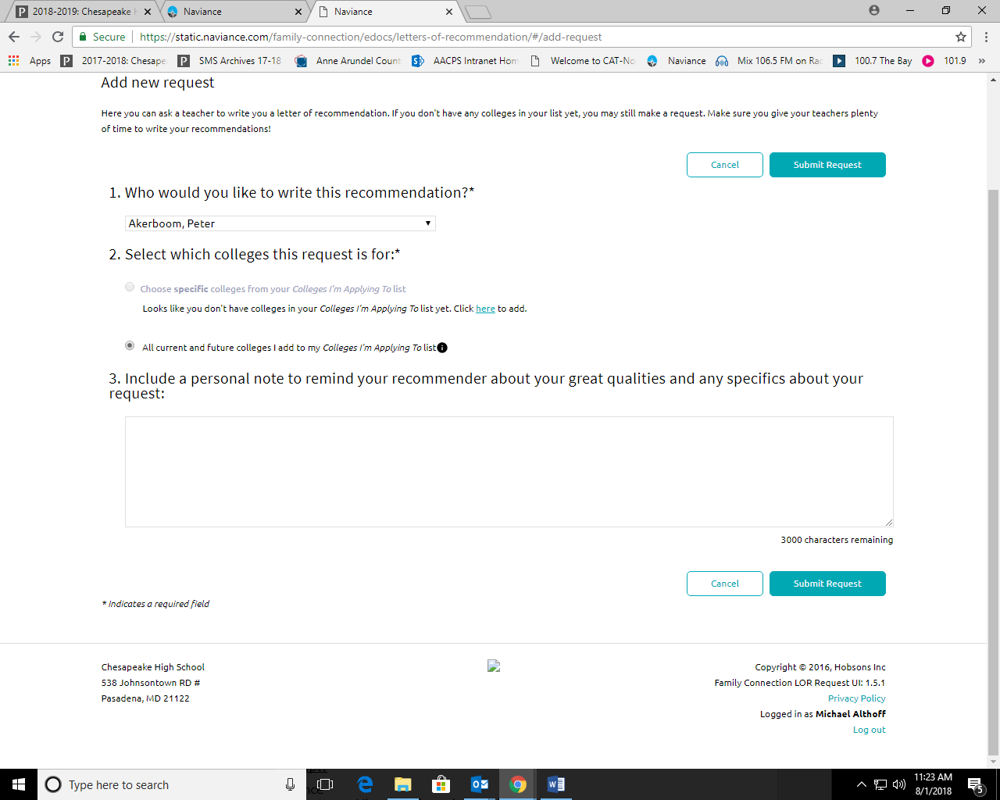 2018-2019: Chesapeake H
Naviance
Naviance
Secure
https://static.naviance.com/family-connection/edocs/letters-of-recommendation/#/add-request
Apps
2017-2018: Chesape
SMS Archives 17-18
Anne Arundel Count
AACPS Intranet Hom
Welcome to CAT-No
Naviance
Mix 106.5 FM on Rad
100.7 The Bay
101.9
»
Add new request
Here you can ask a teacher to write you a letter of recommendation. If you don't have any colleges in your list yet, you may still make a request. Make sure you give your teachers plenty
of time to write your recommendations!
Cancel
Submit Request
1. Who would you like to write this recommendation?*
Akerboom, Peter
2. Select which colleges this request is for:*
Choose specific colleges from your Colleges I'm Applying To list
Looks like you don't have colleges in your Colleges I'm Applying To list yet. Click here to add.
All current and future colleges I add to my Colleges I'm Applying To list
3. Include a personal note to remind your recommender about your great qualities and any specifics about your
request:
3000 characters remaining
Cancel
Submit Request
* Indicates a required field
Chesapeake High School
538 Johnsontown RD #
Pasadena, MD 21122
Copyright © 2016, Hobsons Inc
Family Connection LOR Request UI: 1.5.1
Privacy Policy
Logged in as Michael Althoff
Log out
Type here to search
11:23 AM
8/1/2018
5